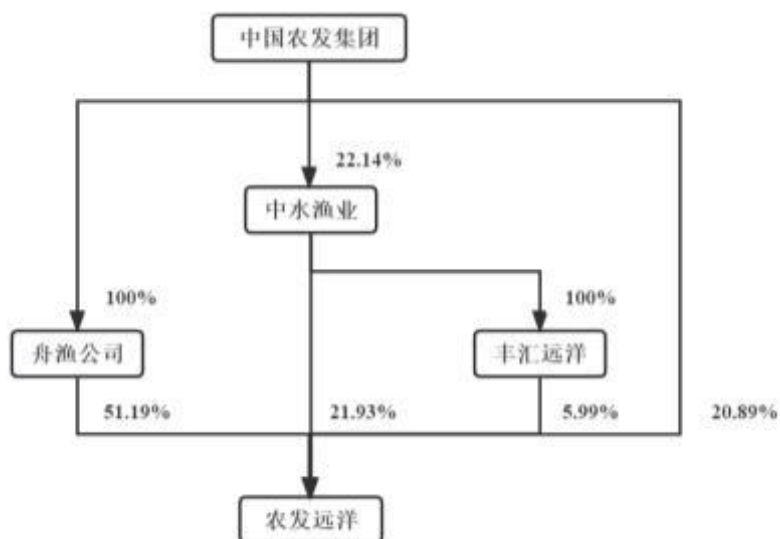 中国农发集团
22.14%
中水渔业
100%
100%
舟渔公司
丰汇远洋
51.19%
21.93%
5.99%
20.89%
农发远洋